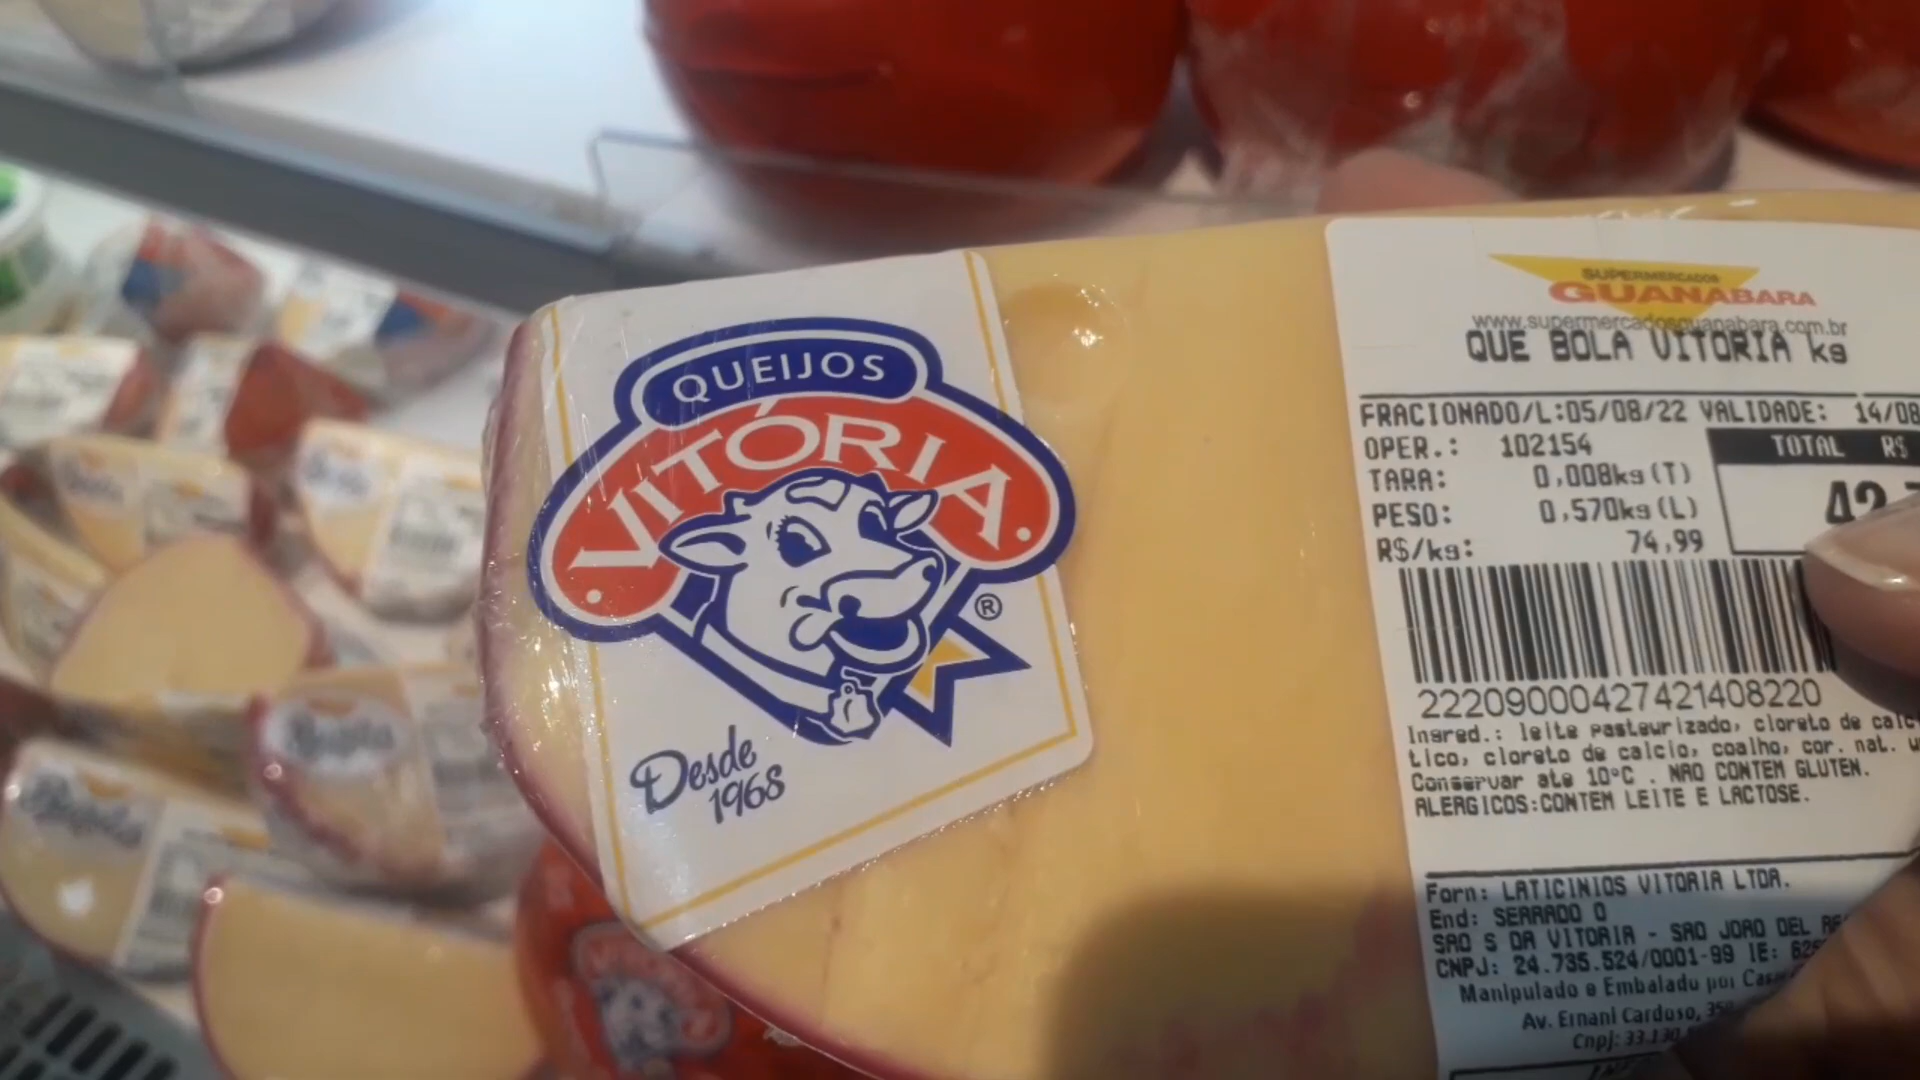 QUEIJOS
VITÓRIA
®
Desde
1968
SUPERMERCADOS
GUANABARA
www.supermercadosguanabara.com.br
QUE BOLA VITORIA kg
FRACIONADO/L:05/08/22 VALIDADE: 14/08
OPER.: 102154
TOTAL R$
TARA: 0,008kg(T)
PESO: 0,570kg(L)
42
R$/kg: 74,99
22209000427421408220
Ingred.: leite pasteurizado, cloreto de calc
tico, cloreto de calcio, coalho, cor. nat. u
Conservar ate 10°C . NAO CONTEM GLUTEN.
ALERGICOS:CONTEM LEITE E LACTOSE.
Forn: LATICINIOS VITORIA LTDA.
End: SERRADO 0
SAO S DA VITORIA - SAO JOAO DEL RE
CNPJ: 24.735.524/0001-99 IE:
Manipulado e Embalado por Cas
Av. Ernani Cardoso, 35
Cnpj: 33.130